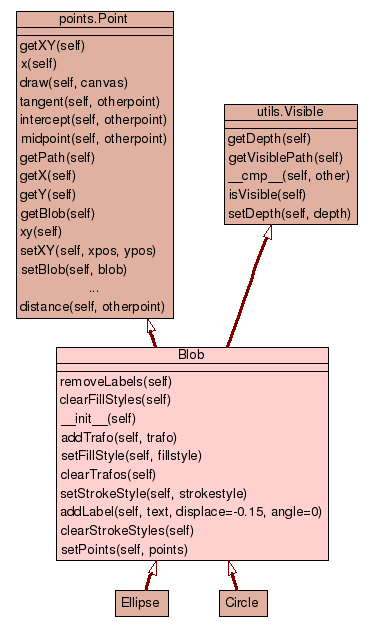 points.Point
getXY(self)
x(self)
draw(self, canvas)
tangent(self, otherpoint)
intercept(self, otherpoint)
midpoint(self, otherpoint)
getPath(self)
getX(self)
getY(self)
getBlob(self)
xy(self)
setXY(self, xpos, ypos)
setBlob(self, blob)
...
distance(self, otherpoint)
utils.Visible
getDepth(self)
getVisiblePath(self)
__cmp__(self, other)
isVisible(self)
setDepth(self, depth)
Blob
removeLabels(self)
clearFillStyles(self)
__init__(self)
addTrafo(self, trafo)
setFillStyle(self, fillstyle)
clearTrafos(self)
setStrokeStyle(self, strokestyle)
addLabel(self, text, displace=-0.15, angle=0)
clearStrokeStyles(self)
setPoints(self, points)
Ellipse
Circle